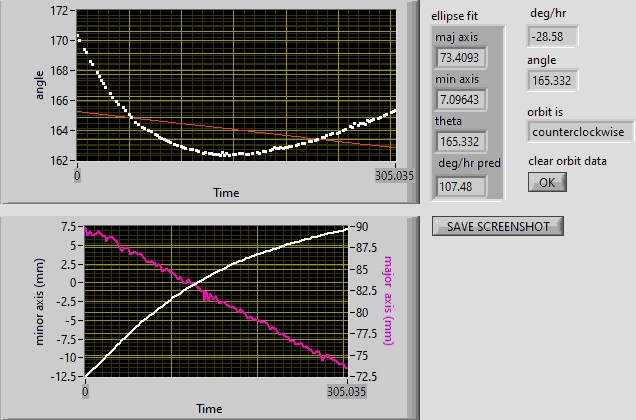 172
170
168
166
164
162
angle
0
305.035
Time
ellipse fit
maj axis
73.4093
min axis
7.09643
theta
165.332
deg/hr pred
107.48
deg/hr
-28.58
angle
165.332
orbit is
counterclockwise
clear orbit data
OK
SAVE SCREENSHOT
7.5
5
2.5
0
-2.5
-5
-7.5
-10
-12.5
minor axis (mm)
90
87.5
85
82.5
80
77.5
75
72.5
major axis (mm)
0
305.035
Time